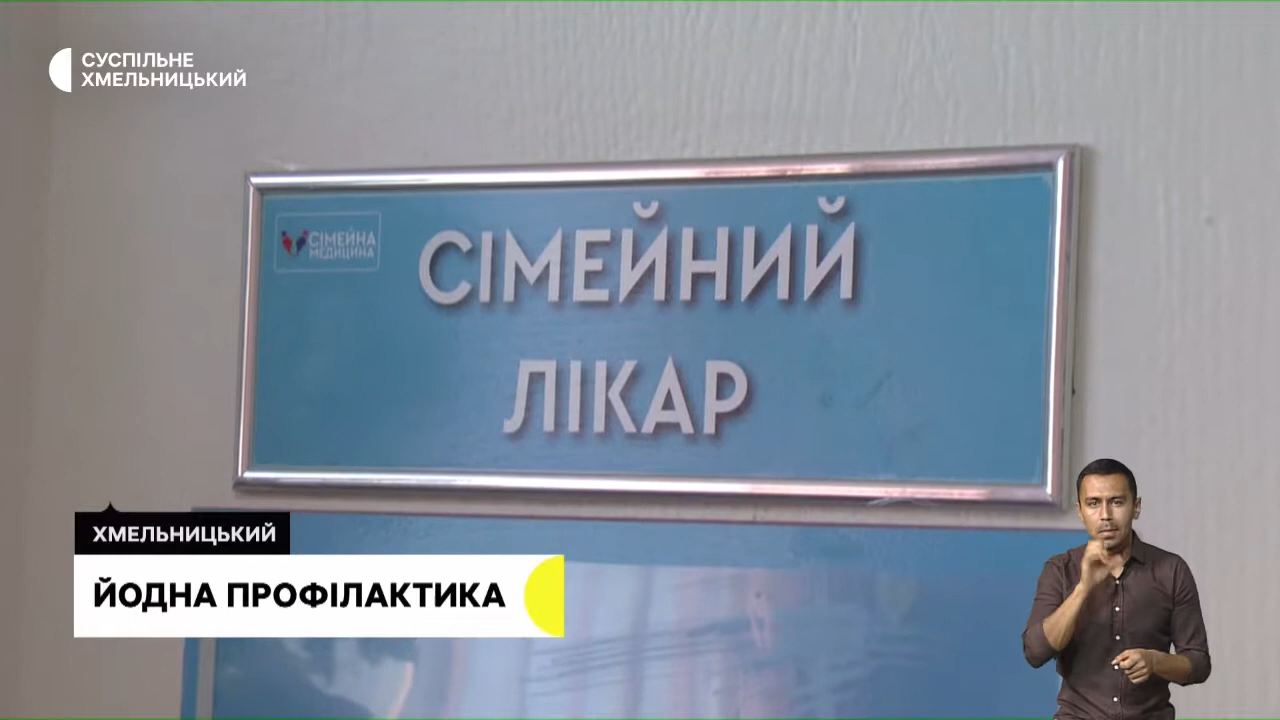 СУСПІЛЬНЕ
ХМЕЛЬНИЦЬКИЙ
СІМЕЙНА
МЕДИЦИНА
СІМЕЙНИЙ
ЛІКАР
ХМЕЛЬНИЦЬКИЙ
ЙОДНА ПРОФІЛАКТИКА